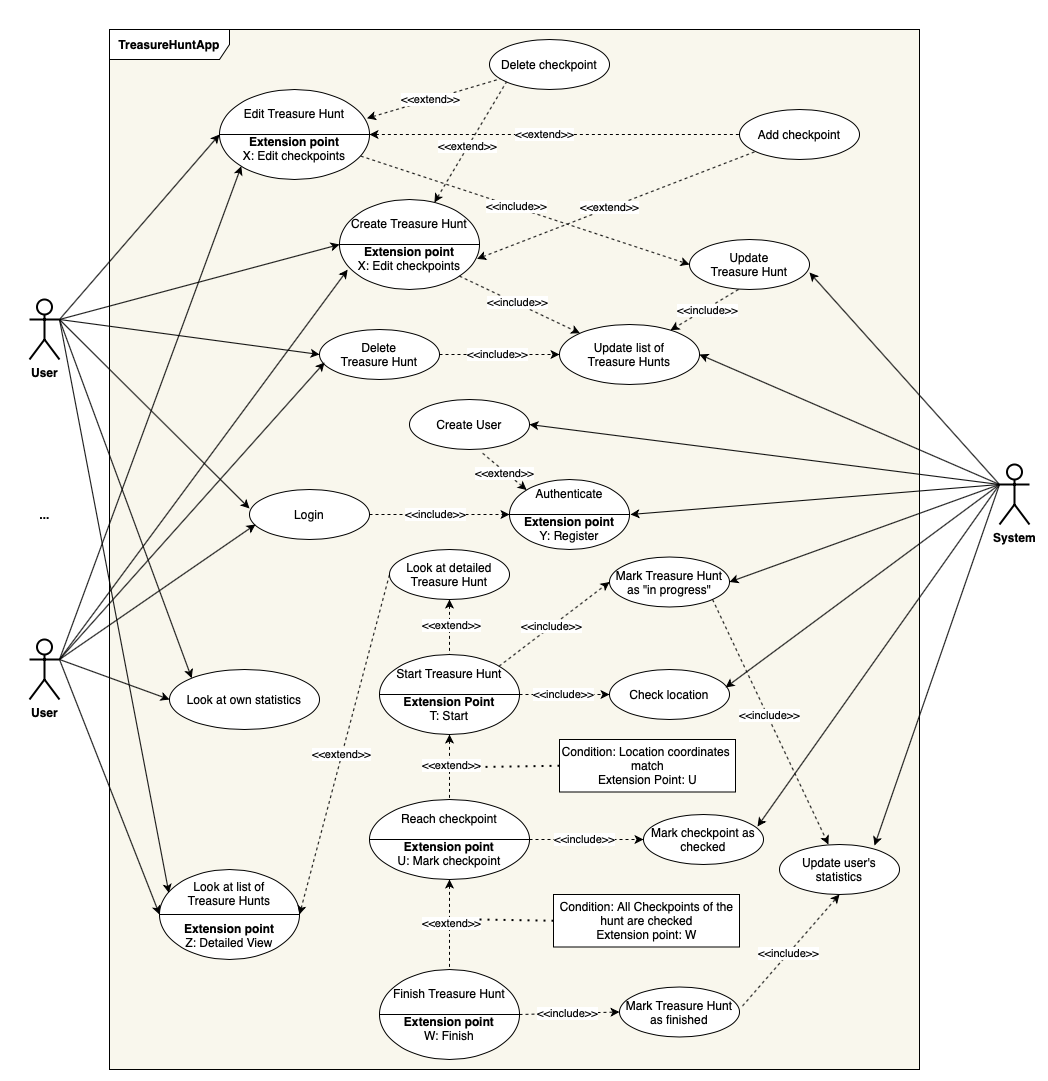 TreasureHuntApp
Delete checkpoint
<<extend>>
Edit Treasure Hunt
Extension point
X: Edit checkpoints
<<extend>>
Add checkpoint
<<extend>>
<<include>>
<<extend>>
Create Treasure Hunt
Extension point
X: Edit checkpoints
Update
Treasure Hunt
<<include>>
<<include>>
User
Delete
Treasure Hunt
<<include>>
Update list of
Treasure Hunts
Create User
<<extend>>
Login
<<include>>
Authenticate
Extension point
Y: Register
...
System
Look at detailed
Treasure Hunt
Mark Treasure Hunt
as "in progress"
<<extend>>
<<include>>
User
Look at own statistics
Start Treasure Hunt
Extension Point
T: Start
<<include>>
Check location
<<include>>
<<extend>>
<<extend>>
Condition: Location coordinates
match
Extension Point: U
Reach checkpoint
Extension point
U: Mark checkpoint
<<include>>
Mark checkpoint as
checked
Update user's
statistics
Look at list of
Treasure Hunts
Extension point
Z: Detailed View
<<extend>>
Condition: All Checkpoints of the
hunt are checked
Extension point: W
<<include>>
Finish Treasure Hunt
Extension point
W: Finish
<<include>>
Mark Treasure Hunt
as finished